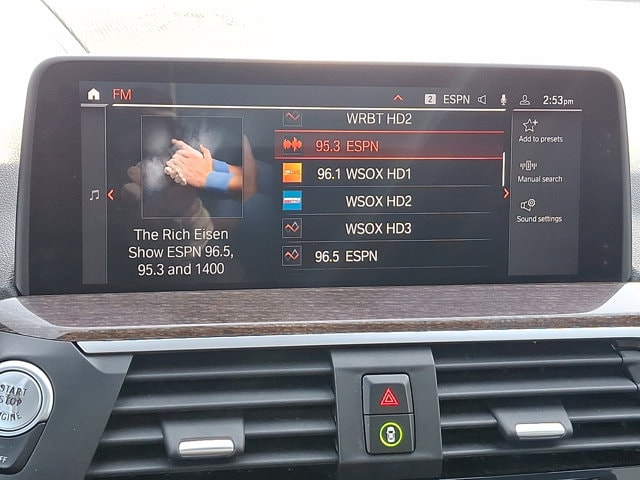 FM
2 ESPN 2:53pm
WRBT HD2
95.3 ESPN
96.1 WSOX HD1
WSOX HD2
WSOX HD3
96.5 ESPN
The Rich Eisen
Show ESPN 96.5,
95.3 and 1400
Add to presets
Manual search
Sound settings
START
STOP
ENGINE
OFF